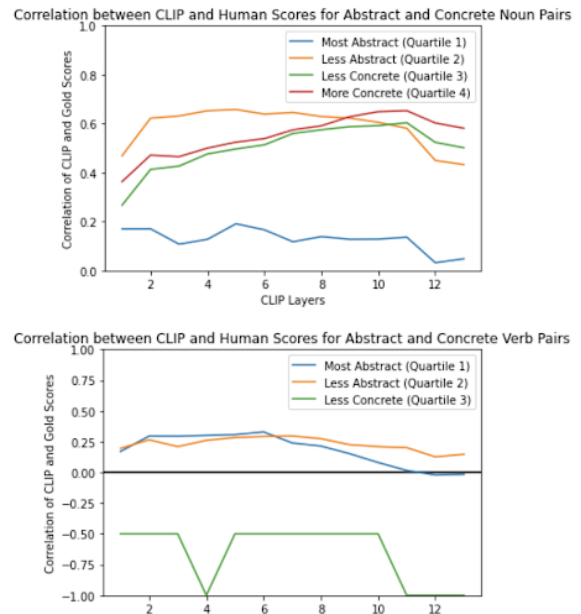 Correlation between CLIP and Human Scores for Abstract and Concrete Noun Pairs
1.0
0.8
0.6
0.4
0.2
0.0
Correlation of CLIP and Gold Scores
Most Abstract (Quartile 1)
Less Abstract (Quartile 2)
Less Concrete (Quartile 3)
More Concrete (Quartile 4)
2 4 6 8 10 12
CLIP Layers
Correlation between CLIP and Human Scores for Abstract and Concrete Verb Pairs
1.00
0.75
0.50
0.25
0.00
−0.25
−0.50
−0.75
−1.00
Correlation of CLIP and Gold Scores
Most Abstract (Quartile 1)
Less Abstract (Quartile 2)
Less Concrete (Quartile 3)
2 4 6 8 10 12